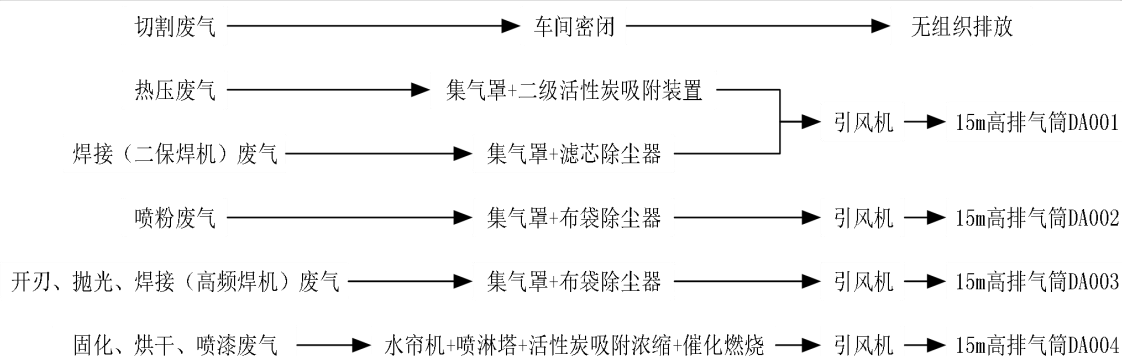 切割废气 车间密闭 无组织排放
热压废气 集气罩+二级活性炭吸附装置
引风机 15m高排气筒DA001
焊接（二保焊机）废气 集气罩+滤芯除尘器
喷粉废气 集气罩+布袋除尘器 引风机 15m高排气筒DA002
开刃、抛光、焊接（高频焊机）废气 集气罩+布袋除尘器 引风机 15m高排气筒DA003
固化、烘干、喷漆废气 水帘机+喷淋塔+活性炭吸附浓缩+催化燃烧 引风机 15m高排气筒DA004